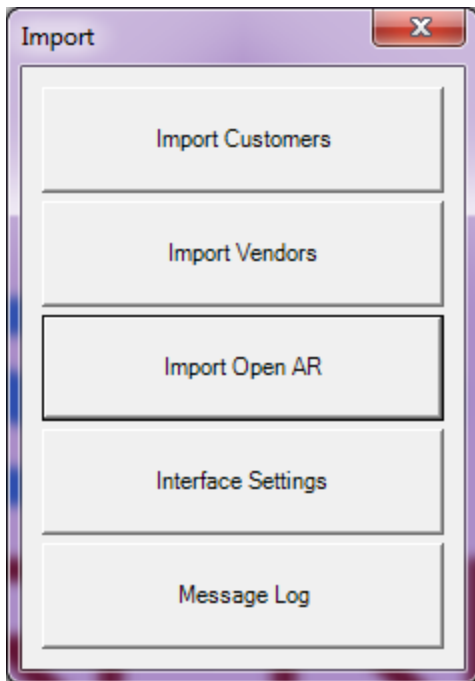 Import
Import Customers
Import Vendors
Import Open AR
Interface Settings
Message Log